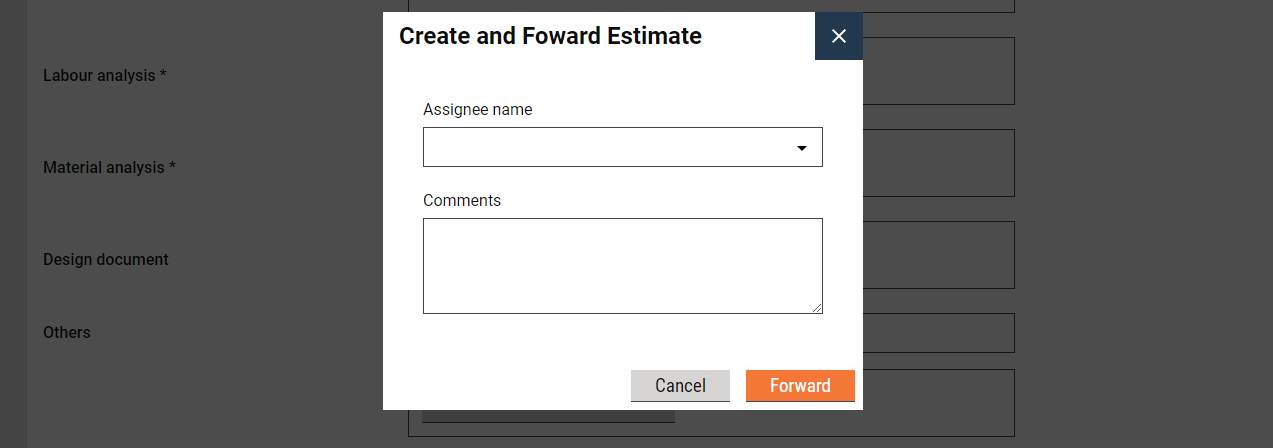 Create and Foward Estimate
Labour analysis *
Assignee name
Material analysis *
Comments
Design document
Others
Cancel
Forward